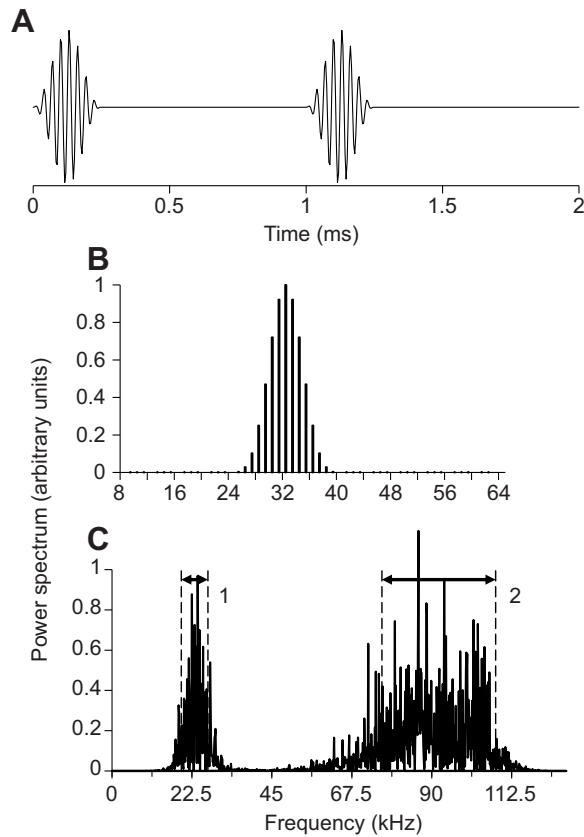 A
0 0.5 1 1.5 2
Time (ms)
B
Power spectrum (arbitrary units)
1
0.8
0.6
0.4
0.2
0
8 16 24 32 40 48 56 64
C
1
0.8
0.6
0.4
0.2
0
1
2
0 22.5 45 67.5 90 112.5
Frequency (kHz)